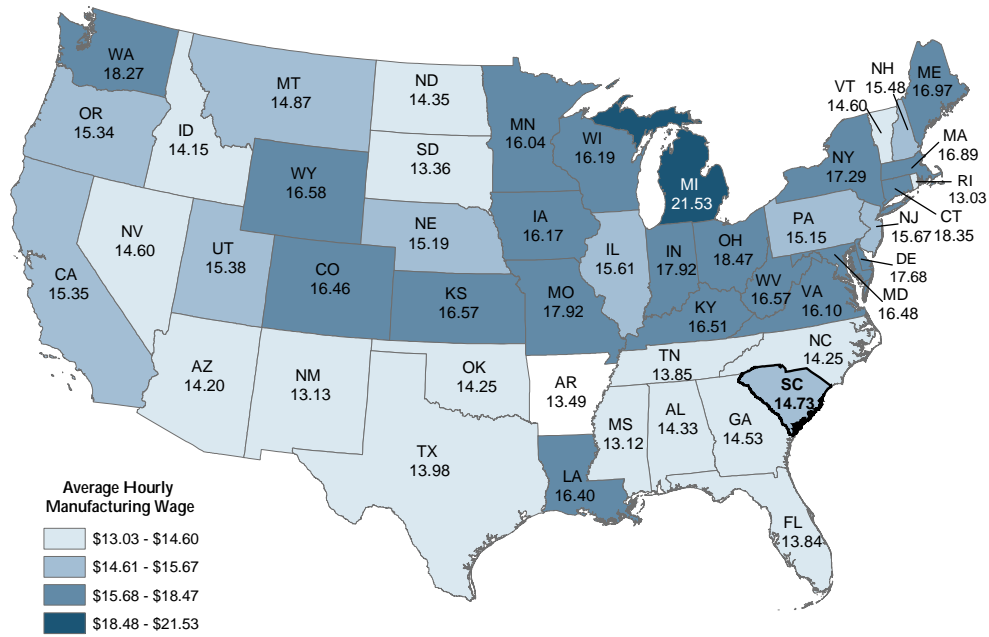 WA
18.27
OR
15.34
ID
14.15
MT
14.87
ND
14.35
SD
13.36
MN
16.04
WI
16.19
MI
21.53
WY
16.58
NE
15.19
IA
16.17
NV
14.60
UT
15.38
CO
16.46
KS
16.57
CA
15.35
IL
15.61
IN
17.92
OH
18.47
MO
17.92
KY
16.51
WV
16.57
VA
16.10
PA
15.15
NY
17.29
VT
14.60
NH
15.48
ME
16.97
MA
16.89
RI
13.03
CT
18.35
NJ
15.67
DE
17.68
MD
16.48
AZ
14.20
NM
13.13
OK
14.25
AR
13.49
TN
13.85
NC
14.25
SC
14.73
MS
13.12
AL
14.33
GA
14.53
TX
13.98
LA
16.40
FL
13.84
Average Hourly
Manufacturing Wage
$13.03 - $14.60
$14.61 - $15.67
$15.68 - $18.47
$18.48 - $21.53